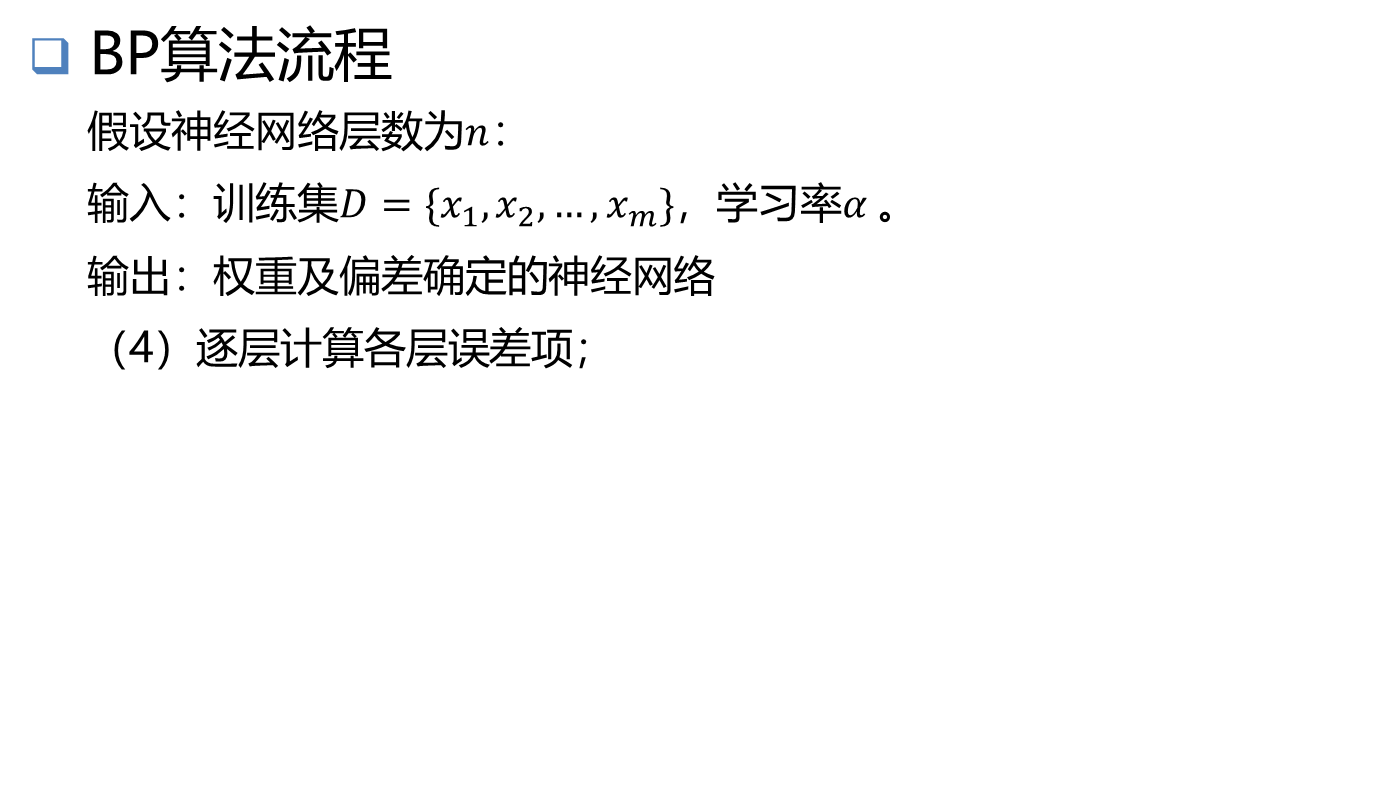 BP算法流程
假设神经网络层数为𝑛：
输入：训练集𝐷 = {𝑥₁, 𝑥₂, … , 𝑥ₘ}，学习率𝛼 。
输出：权重及偏差确定的神经网络
（4）逐层计算各层误差项；